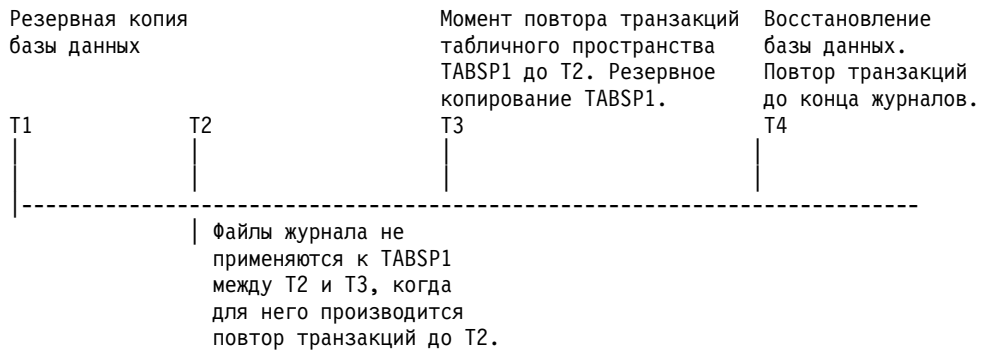 Резервная копия
базы данных
Момент повтора транзакций
табличного пространства
TABSP1 до T2. Резервное
копирование TABSP1.
Восстановление
базы данных.
Повтор транзакций
до конца журналов.
T1 T2 T3 T4
Файлы журнала не
применяются к TABSP1
между T2 и T3, когда
для него производится
повтор транзакций до T2.